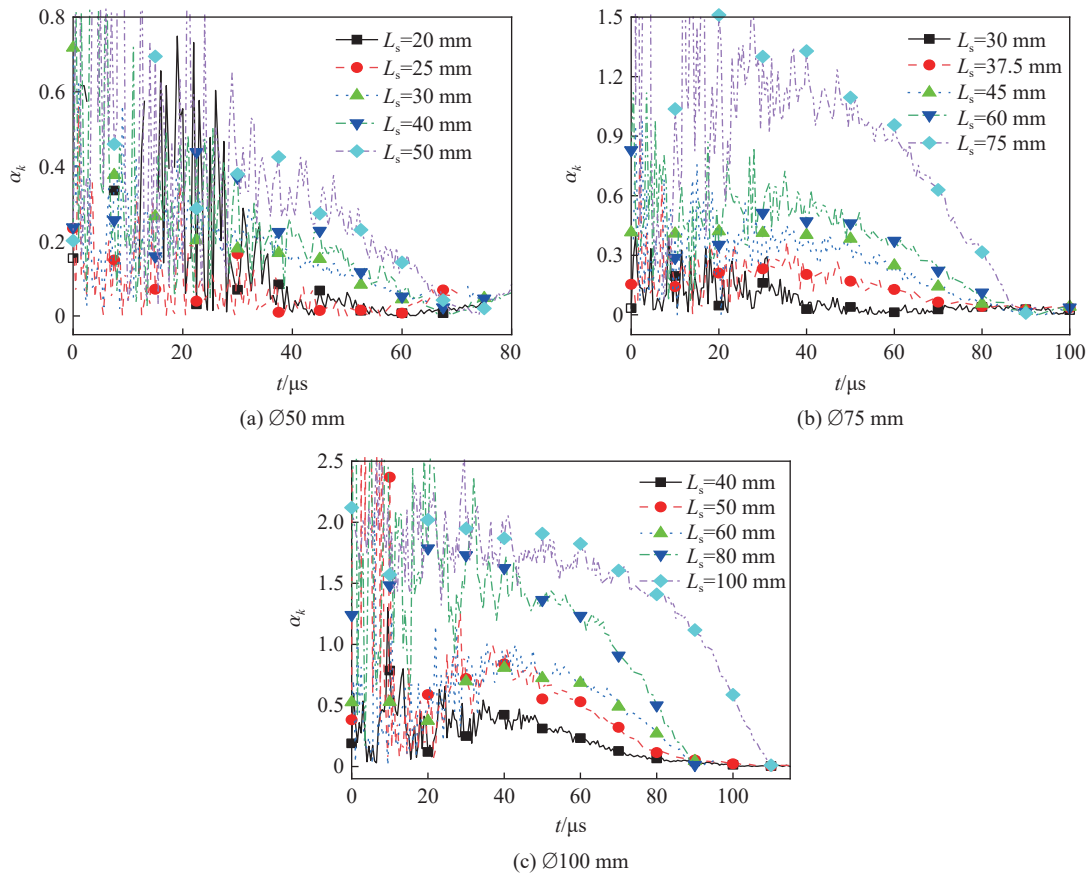 0.8
0.6
0.4
0.2
0
α_k
0 20 40 60 80
t/μs
L_s=20 mm
L_s=25 mm
L_s=30 mm
L_s=40 mm
L_s=50 mm
(a) Ø50 mm
1.5
1.2
0.9
0.6
0.3
0
α_k
0 20 40 60 80 100
t/μs
L_s=30 mm
L_s=37.5 mm
L_s=45 mm
L_s=60 mm
L_s=75 mm
(b) Ø75 mm
2.5
2.0
1.5
1.0
0.5
0
α_k
0 20 40 60 80 100
t/μs
L_s=40 mm
L_s=50 mm
L_s=60 mm
L_s=80 mm
L_s=100 mm
(c) Ø100 mm